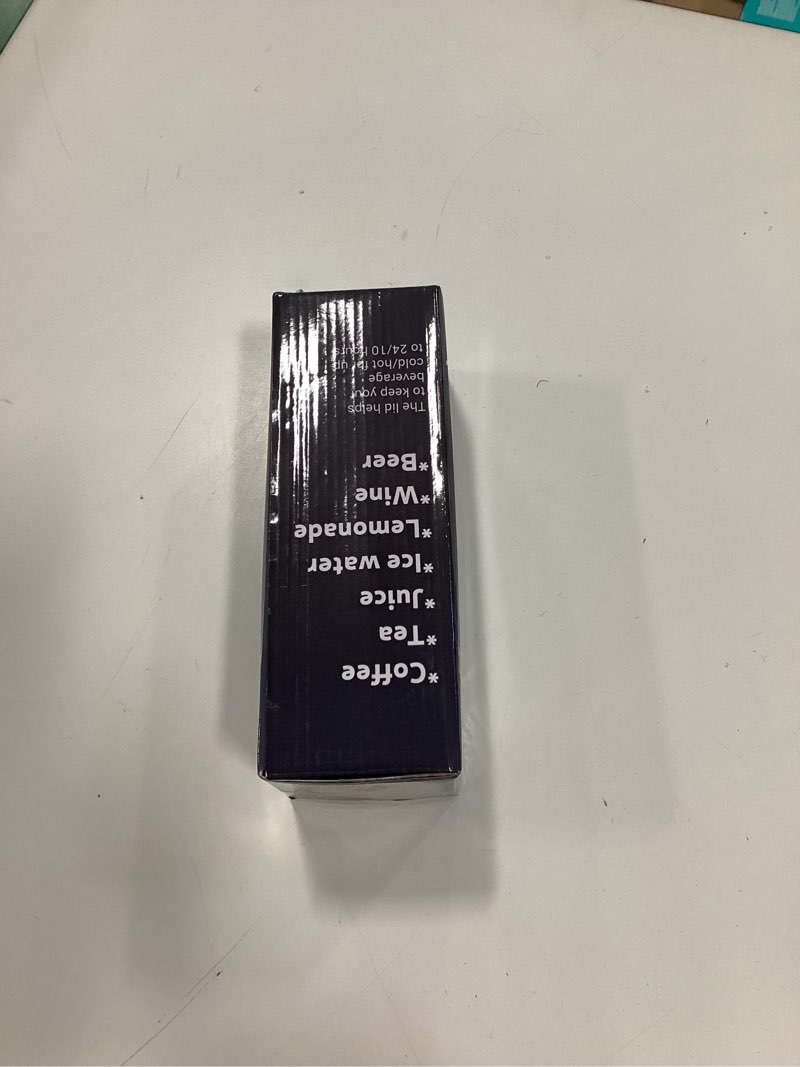 *Coffee
*Tea
*Juice
*Ice water
*Lemonade
*Wine
*Beer
The lid helps
to keep your
beverage
cold/hot for up
to 24/10 hours